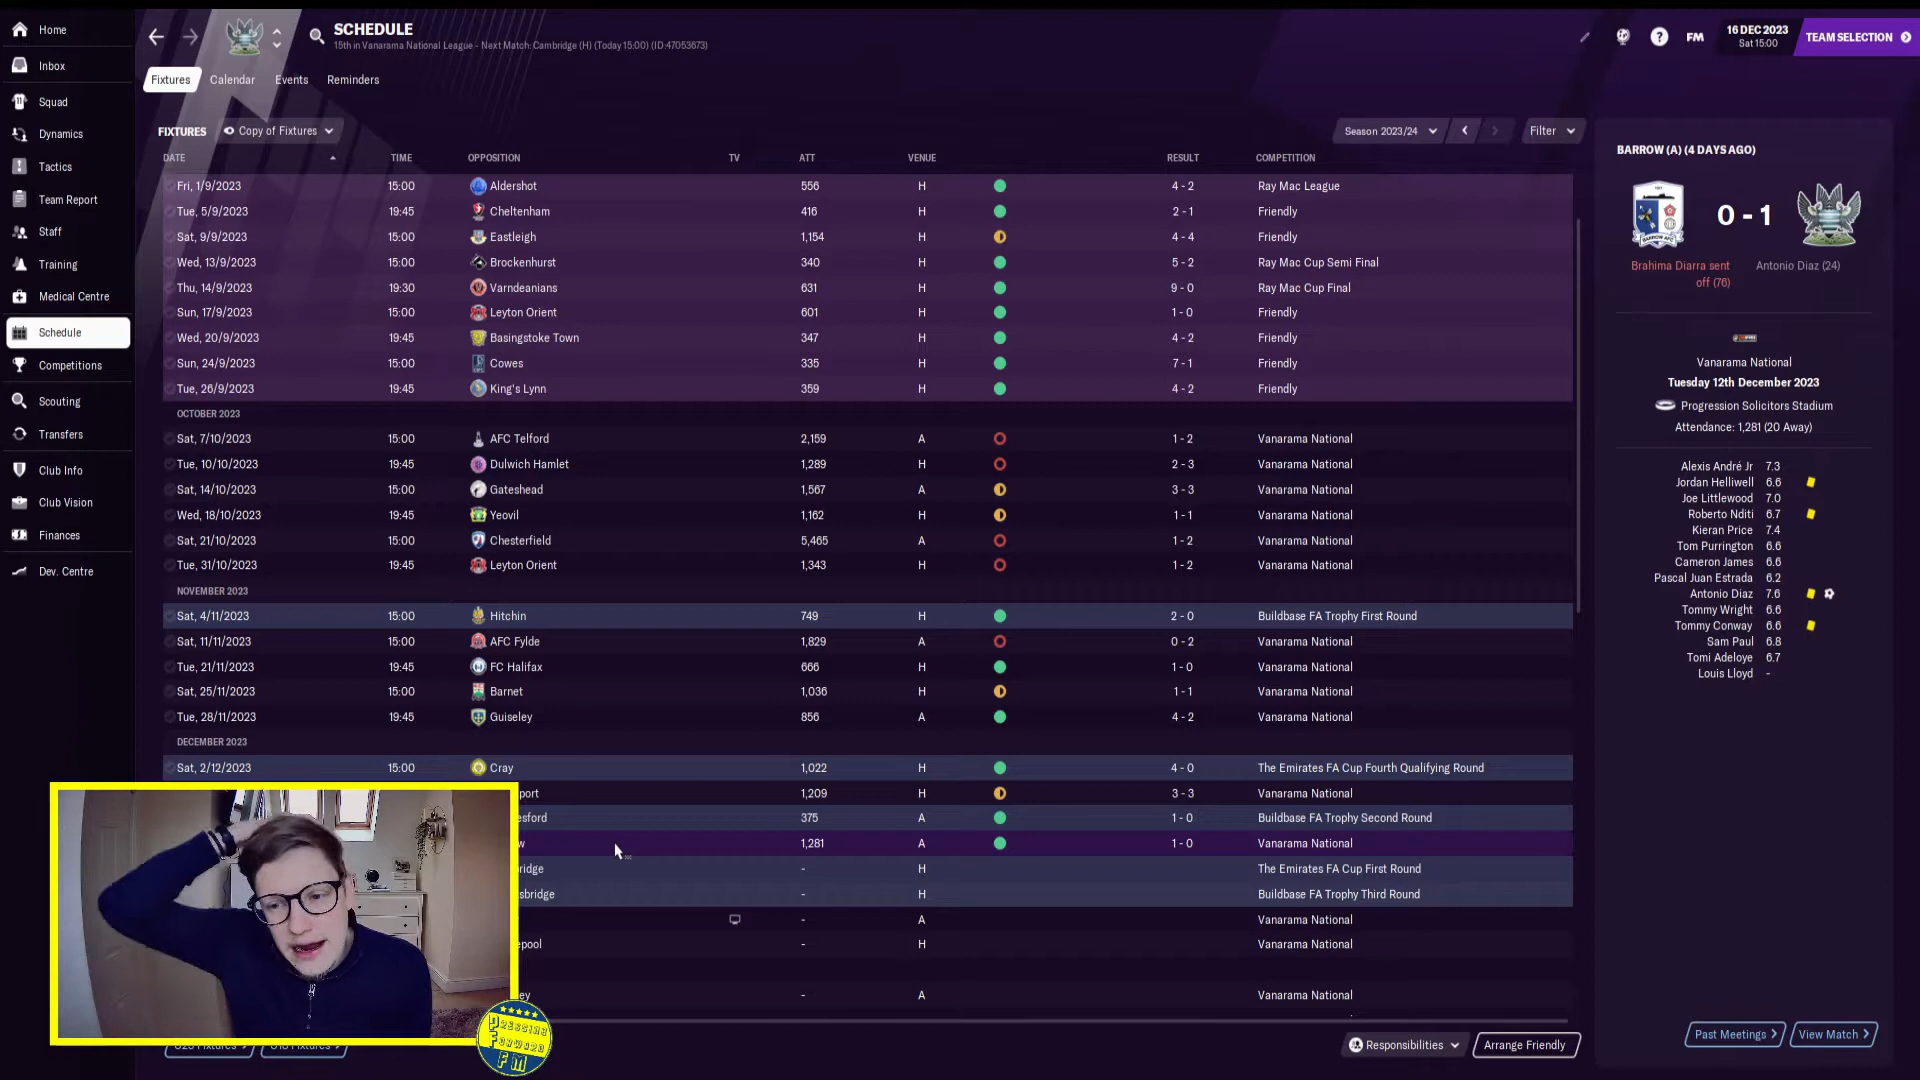 Home
Inbox
Squad
Dynamics
Tactics
Team Report
Staff
Training
Medical Centre
Schedule
Competitions
Scouting
Transfers
Club Info
Club Vision
Finances
Dev. Centre
SCHEDULE
15th in Vanarama National League - Next Match: Cambridge (H) (Today 15:00) (ID:47053673)
? FM 16 DEC 2023
Sat 15:00
TEAM SELECTION
Fixtures Calendar Events Reminders
FIXTURES Copy of Fixtures Season 2023/24 Filter
DATE TIME OPPOSITION TV ATT VENUE RESULT COMPETITION
Fri, 1/9/2023 15:00 Aldershot 556 H 4 - 2 Ray Mac League
Tue, 5/9/2023 19:45 Cheltenham 416 H 2 - 1 Friendly
Sat, 9/9/2023 15:00 Eastleigh 1,154 H 4 - 4 Friendly
Wed, 13/9/2023 15:00 Brockenhurst 340 H 5 - 2 Ray Mac Cup Semi Final
Thu, 14/9/2023 19:30 Varndeanians 631 H 9 - 0 Ray Mac Cup Final
Sun, 17/9/2023 15:00 Leyton Orient 601 H 1 - 0 Friendly
Wed, 20/9/2023 19:45 Basingstoke Town 347 H 4 - 2 Friendly
Sun, 24/9/2023 15:00 Cowes 335 H 7 - 1 Friendly
Tue, 26/9/2023 19:45 King's Lynn 359 H 4 - 2 Friendly
OCTOBER 2023
Sat, 7/10/2023 15:00 AFC Telford 2,159 A 1 - 2 Vanarama National
Tue, 10/10/2023 19:45 Dulwich Hamlet 1,289 H 2 - 3 Vanarama National
Sat, 14/10/2023 15:00 Gateshead 1,567 A 3 - 3 Vanarama National
Wed, 18/10/2023 19:45 Yeovil 1,162 H 1 - 1 Vanarama National
Sat, 21/10/2023 15:00 Chesterfield 5,465 A 1 - 2 Vanarama National
Tue, 31/10/2023 19:45 Leyton Orient 1,343 H 1 - 2 Vanarama National
NOVEMBER 2023
Sat, 4/11/2023 15:00 Hitchin 749 H 2 - 0 Buildbase FA Trophy First Round
Sat, 11/11/2023 15:00 AFC Fylde 1,829 A 0 - 2 Vanarama National
Tue, 21/11/2023 19:45 FC Halifax 666 H 1 - 0 Vanarama National
Sat, 25/11/2023 15:00 Barnet 1,036 H 1 - 1 Vanarama National
Tue, 28/11/2023 19:45 Guiseley 856 A 4 - 2 Vanarama National
DECEMBER 2023
Sat, 2/12/2023 15:00 Cray 1,022 H 4 - 0 The Emirates FA Cup Fourth Qualifying Round
port 1,209 H 3 - 3 Vanarama National
esford 375 A 1 - 0 Buildbase FA Trophy Second Round
w 1,281 A 1 - 0 Vanarama National
ridge - H The Emirates FA Cup First Round
sbridge - H Buildbase FA Trophy Third Round
- A Vanarama National
epool - H Vanarama National
ey - A Vanarama National
Responsibilities Arrange Friendly
PRESSING
FORWARD
FM
BARROW (A) (4 DAYS AGO)
BARROW AFC
0 - 1
Brahima Diarra sent
off (76)
Antonio Diaz (24)
Vanarama National
Tuesday 12th December 2023
Progression Solicitors Stadium
Attendance: 1,281 (20 Away)
Alexis André Jr 7.3
Jordan Helliwell 6.6
Joe Littlewood 7.0
Roberto Nditi 6.7
Kieran Price 7.4
Tom Purrington 6.6
Cameron James 6.6
Pascal Juan Estrada 6.2
Antonio Diaz 7.6
Tommy Wright 6.6
Tommy Conway 6.6
Sam Paul 6.8
Tomi Adeloye 6.7
Louis Lloyd -
Past Meetings View Match